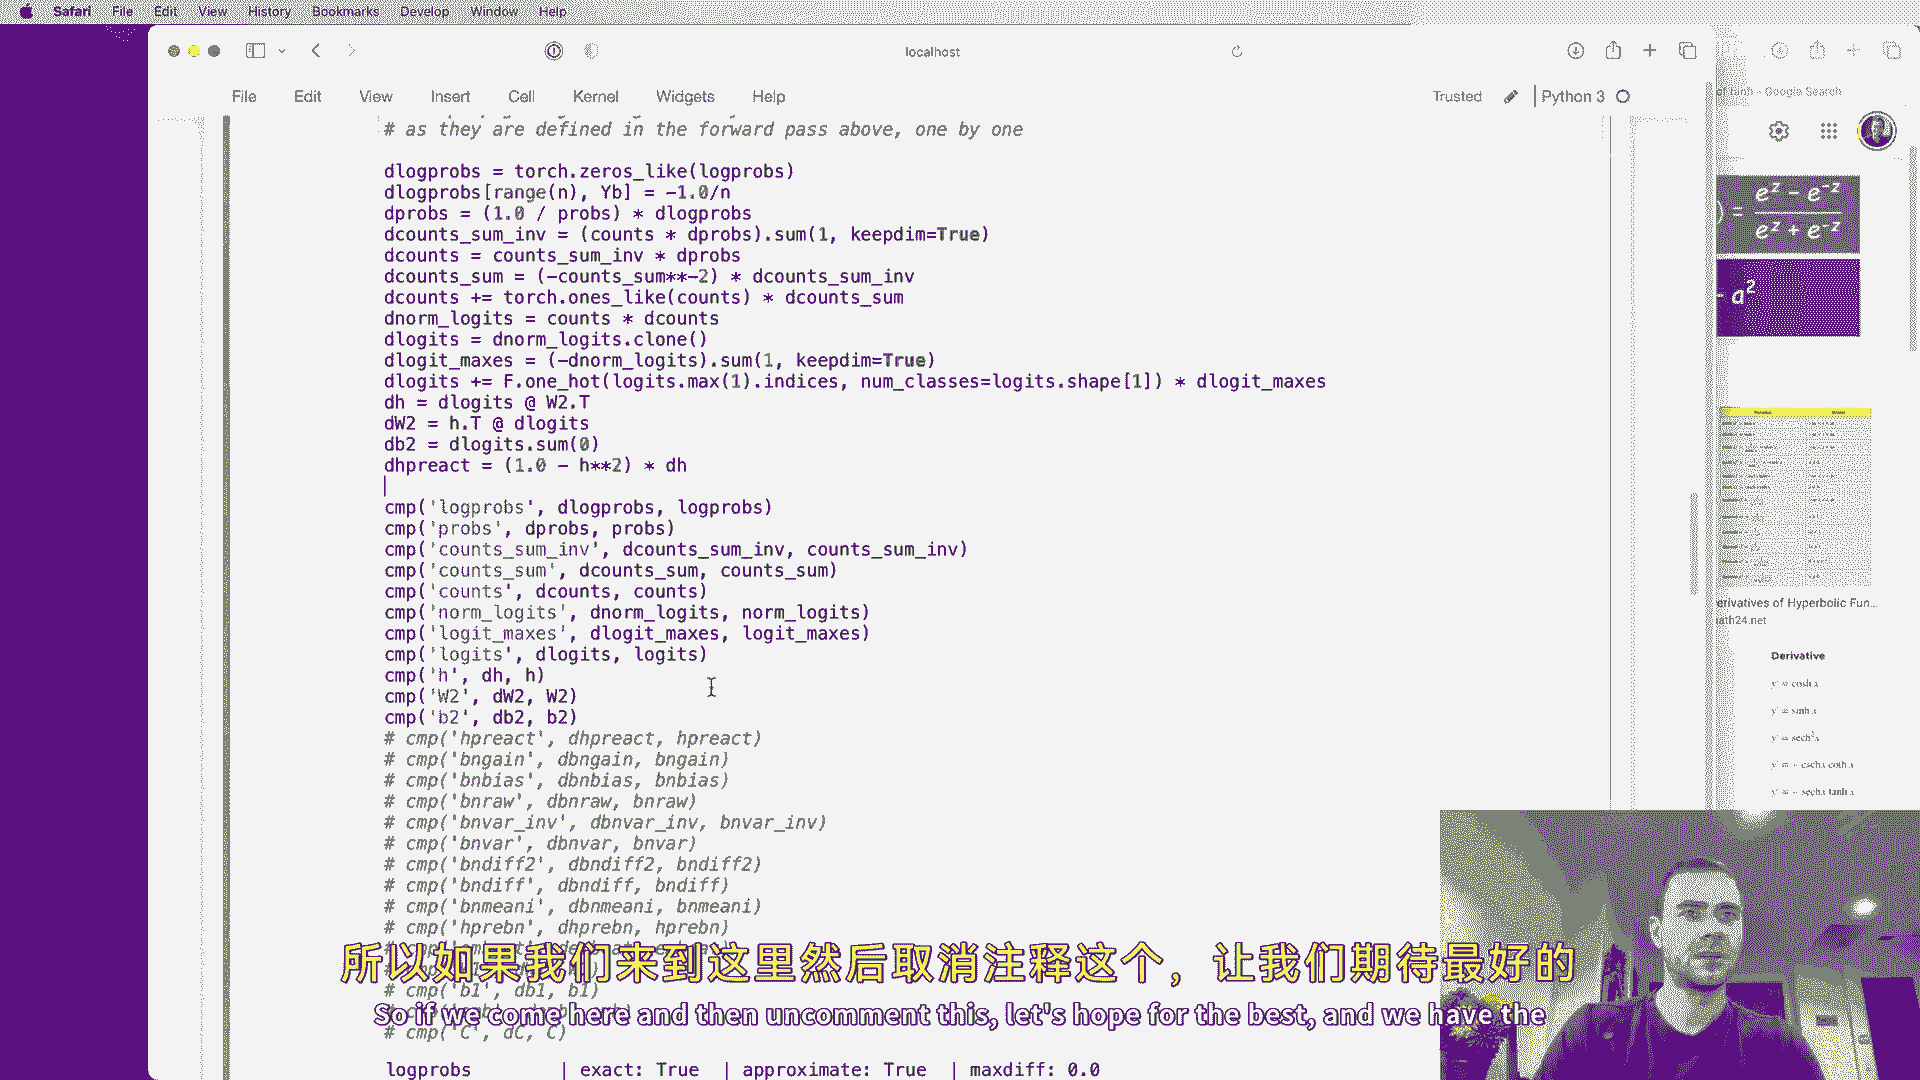 Safari File Edit View History Bookmarks Develop Window Help
localhost
File Edit View Insert Cell Kernel Widgets Help Trusted Python 3
# as they are defined in the forward pass above, one by one
dlogprobs = torch.zeros_like(logprobs)
dlogprobs[range(n), Yb] = -1.0/n
dprobs = (1.0 / probs) * dlogprobs
dcounts_sum_inv = (counts * dprobs).sum(1, keepdim=True)
dcounts = counts_sum_inv * dprobs
dcounts_sum = (-counts_sum**-2) * dcounts_sum_inv
dcounts += torch.ones_like(counts) * dcounts_sum
dnorm_logits = counts * dcounts
dlogits = dnorm_logits.clone()
dlogit_maxes = (-dnorm_logits).sum(1, keepdim=True)
dlogits += F.one_hot(logits.max(1).indices, num_classes=logits.shape[1]) * dlogit_maxes
dh = dlogits @ W2.T
dW2 = h.T @ dlogits
db2 = dlogits.sum(0)
dhpreact = (1.0 - h**2) * dh
cmp('logprobs', dlogprobs, logprobs)
cmp('probs', dprobs, probs)
cmp('counts_sum_inv', dcounts_sum_inv, counts_sum_inv)
cmp('counts_sum', dcounts_sum, counts_sum)
cmp('counts', dcounts, counts)
cmp('norm_logits', dnorm_logits, norm_logits)
cmp('logit_maxes', dlogit_maxes, logit_maxes)
cmp('logits', dlogits, logits)
cmp('h', dh, h)
cmp('W2', dW2, W2)
cmp('b2', db2, b2)
# cmp('hpreact', dhpreact, hpreact)
# cmp('bngain', dbngain, bngain)
# cmp('bnbias', dbnbias, bnbias)
# cmp('bnraw', dbnraw, bnraw)
# cmp('bnvar_inv', dbnvar_inv, bnvar_inv)
# cmp('bnvar', dbnvar, bnvar)
# cmp('bndiff2', dbndiff2, bndiff2)
# cmp('bndiff', dbndiff, bndiff)
# cmp('bnmeani', dbnmeani, bnmeani)
# cmp('hprebn', dhprebn, hprebn)
# cmp('b1', db1, b1)
# cmp('C', dC, C)
logprobs | exact: True | approximate: True | maxdiff: 0.0
所以如果我们来到这里然后取消注释这个，让我们期待最好的
So if we come here and then uncomment this, let's hope for the best, and we have the
of tanh - Google Search
) = e^z − e^-z / e^z + e^-z
- a²
erivatives of Hyperbolic Fun...
ath24.net
Derivative
y' = cosh x
y' = sinh x
y' = sech² x
y' = - csch x coth x
y' = - sech x tanh x